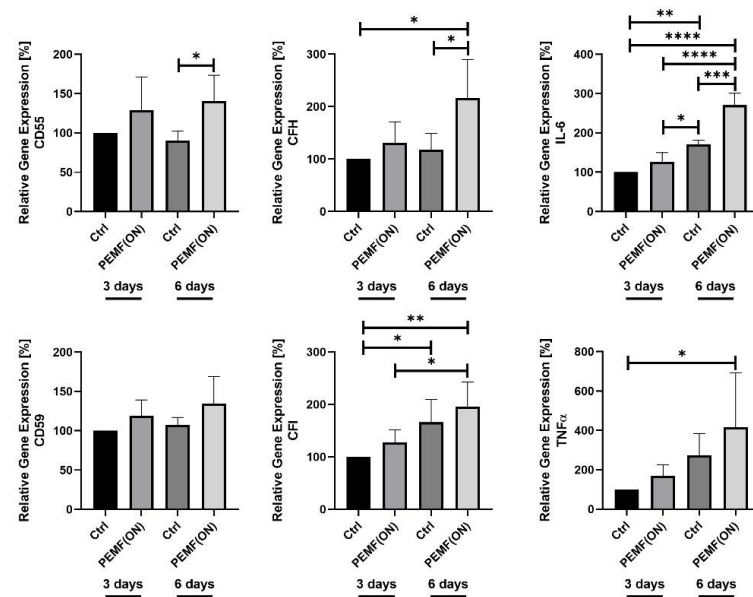 Relative Gene Expression [%]
CD55
200
150
100
50
0
*
Ctrl
PEMF(ON)
Ctrl
PEMF(ON)
3 days
6 days
Relative Gene Expression [%]
CFH
300
200
100
0
*
*
Ctrl
PEMF(ON)
Ctrl
PEMF(ON)
3 days
6 days
Relative Gene Expression [%]
IL-6
400
300
200
100
0
**
****
****
***
*
Ctrl
PEMF(ON)
Ctrl
PEMF(ON)
3 days
6 days
Relative Gene Expression [%]
CD59
200
150
100
50
0
Ctrl
PEMF(ON)
Ctrl
PEMF(ON)
3 days
6 days
Relative Gene Expression [%]
CFI
300
200
100
0
**
*
*
Ctrl
PEMF(ON)
Ctrl
PEMF(ON)
3 days
6 days
Relative Gene Expression [%]
TNFα
800
600
400
200
0
*
Ctrl
PEMF(ON)
Ctrl
PEMF(ON)
3 days
6 days